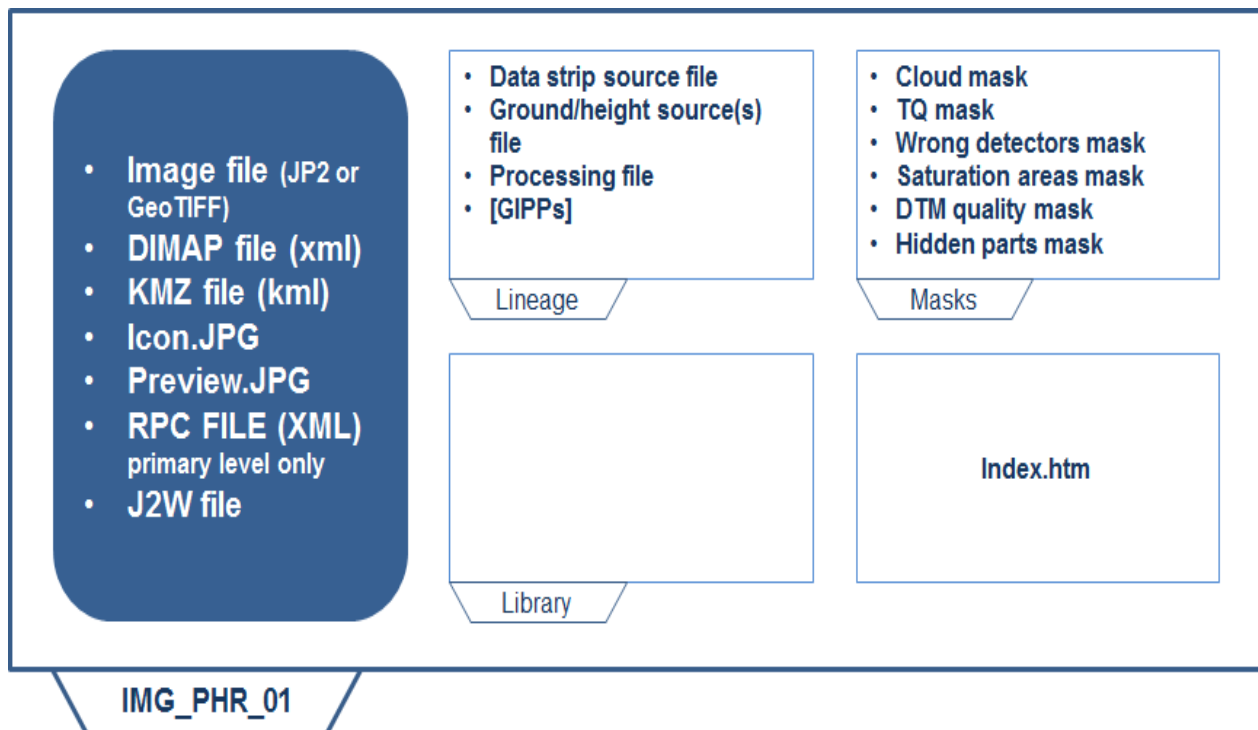 • Image file (JP2 or
GeoTIFF)
• DIMAP file (xml)
• KMZ file (kml)
• Icon.JPG
• Preview.JPG
• RPC FILE (XML)
primary level only
• J2W file
• Data strip source file
• Ground/height source(s)
file
• Processing file
• [GIPPs]
Lineage
• Cloud mask
• TQ mask
• Wrong detectors mask
• Saturation areas mask
• DTM quality mask
• Hidden parts mask
Masks
Library
Index.htm
IMG_PHR_01